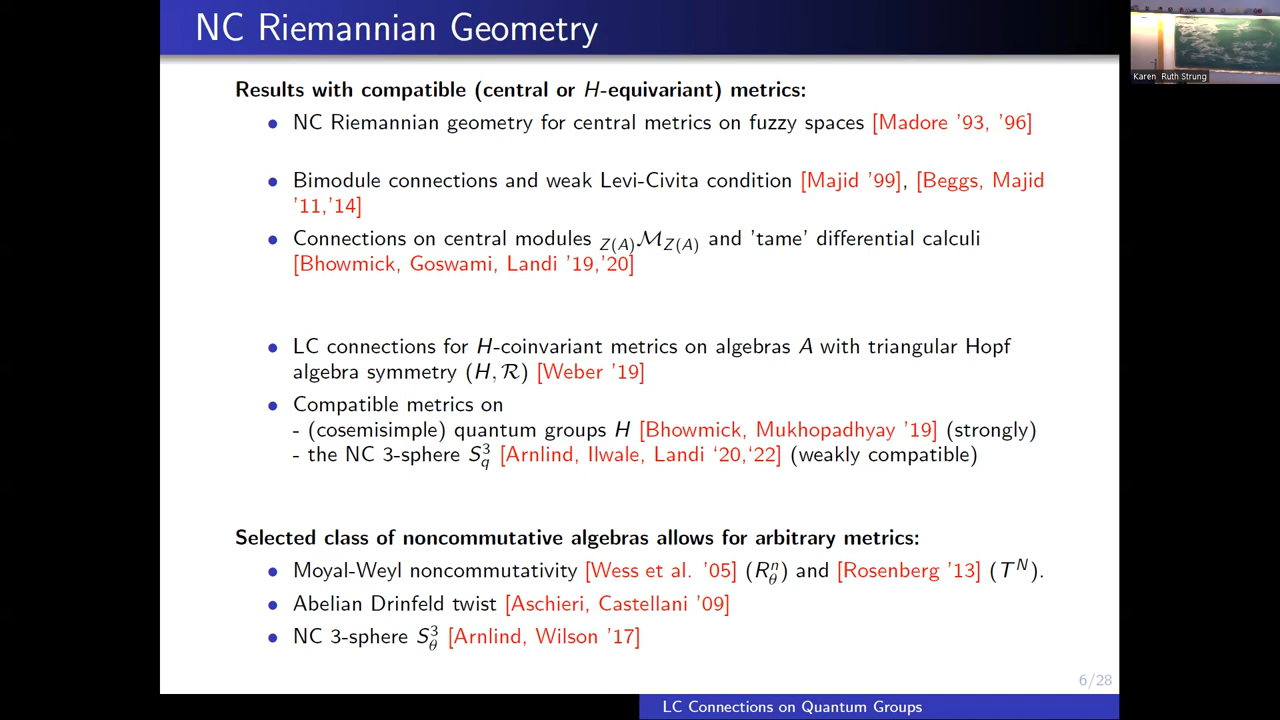 NC Riemannian Geometry
Karen Ruth Strung
Results with compatible (central or H-equivariant) metrics:
• NC Riemannian geometry for central metrics on fuzzy spaces [Madore '93, '96]
• Bimodule connections and weak Levi-Civita condition [Majid '99], [Beggs, Majid
'11,'14]
• Connections on central modules Z(A)ℳZ(A) and 'tame' differential calculi
[Bhowmick, Goswami, Landi '19,'20]
• LC connections for H-coinvariant metrics on algebras A with triangular Hopf
algebra symmetry (H, ℛ) [Weber '19]
• Compatible metrics on
- (cosemisimple) quantum groups H [Bhowmick, Mukhopadhyay '19] (strongly)
- the NC 3-sphere S³q [Arnlind, Ilwale, Landi ‘20,‘22] (weakly compatible)
Selected class of noncommutative algebras allows for arbitrary metrics:
• Moyal-Weyl noncommutativity [Wess et al. '05] (Rⁿθ) and [Rosenberg '13] (Tᴺ).
• Abelian Drinfeld twist [Aschieri, Castellani '09]
• NC 3-sphere S³θ [Arnlind, Wilson '17]
6/28
LC Connections on Quantum Groups